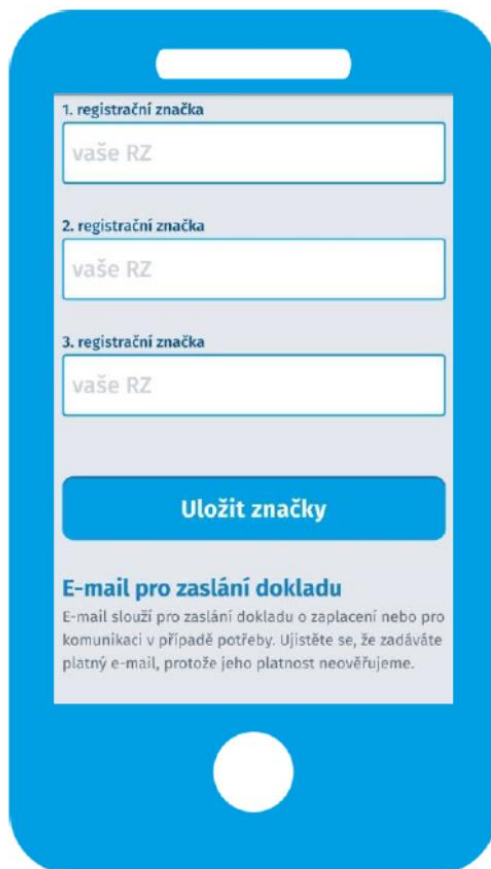 1. registrační značka
vaše RZ
2. registrační značka
vaše RZ
3. registrační značka
vaše RZ
Uložit značky
E-mail pro zaslání dokladu
E-mail slouží pro zaslání dokladu o zaplacení nebo pro
komunikaci v případě potřeby. Ujistěte se, že zadáváte
platný e-mail, protože jeho platnost neověřujeme.